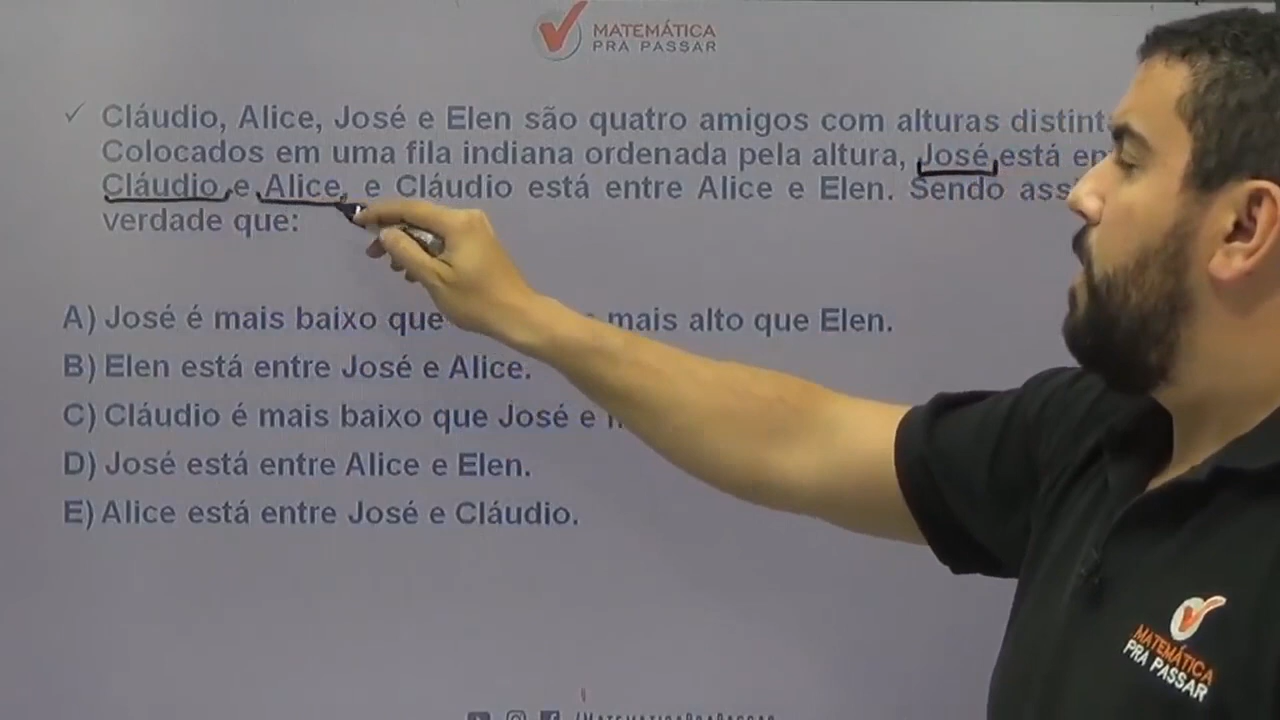 MATEMÁTICA
PRA PASSAR
✓ Cláudio, Alice, José e Elen são quatro amigos com alturas
Colocados em uma fila indiana ordenada pela altura, José está
Cláudio e Alice, e Cláudio está entre Alice e Elen. Sendo
verdade que:
A) José é mais baixo que mais alto que Elen.
B) Elen está entre José e Alice.
C) Cláudio é mais baixo que José e
D) José está entre Alice e Elen.
E) Alice está entre José e Cláudio.
MATEMÁTICA
PRA PASSAR
/MATEMATICAPRAPASSAR